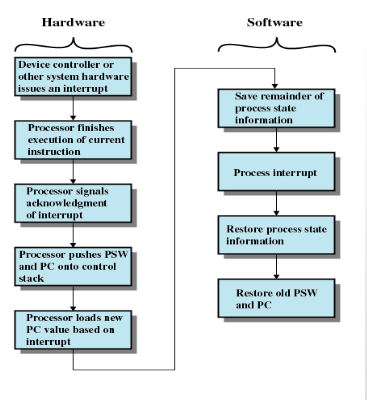 Hardware
Device controller or
other system hardware
issues an interrupt
Processor finishes
execution of current
instruction
Processor signals
acknowledgment
of interrupt
Processor pushes PSW
and PC onto control
stack
Processor loads new
PC value based on
interrupt
Software
Save remainder of
process state
information
Process interrupt
Restore process state
information
Restore old PSW
and PC